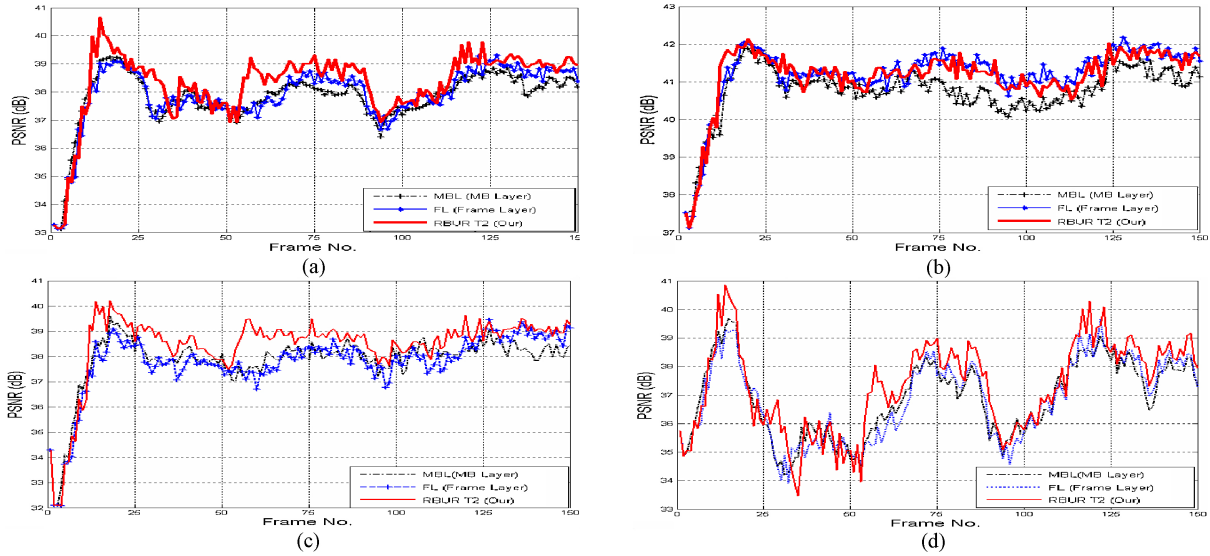 41
40
39
38
37
36
35
34
33
PSNR (dB)
0
25
50
75
100
125
15
Frame No.
MBL (MB Layer)
FL (Frame Layer)
RBUR T2 (Our)
(a)
43
42
41
40
39
38
37
PSNR (dB)
0
25
50
75
100
125
150
Frame No.
MBL (MB Layer)
FL (Frame Layer)
RBUR T2 (Our)
(b)
41
40
39
38
37
36
35
34
33
32
PSNR (dB)
0
25
50
75
100
125
150
Frame No.
MBL(MB Layer)
FL (Frame Layer)
RBUR T2 (Our)
(c)
41
40
39
38
37
36
35
34
33
PSNR (dB)
0
25
50
75
100
125
150
Frame No.
MBL (MB Layer)
FL (Frame Layer)
RBUR T2 (Our)
(d)